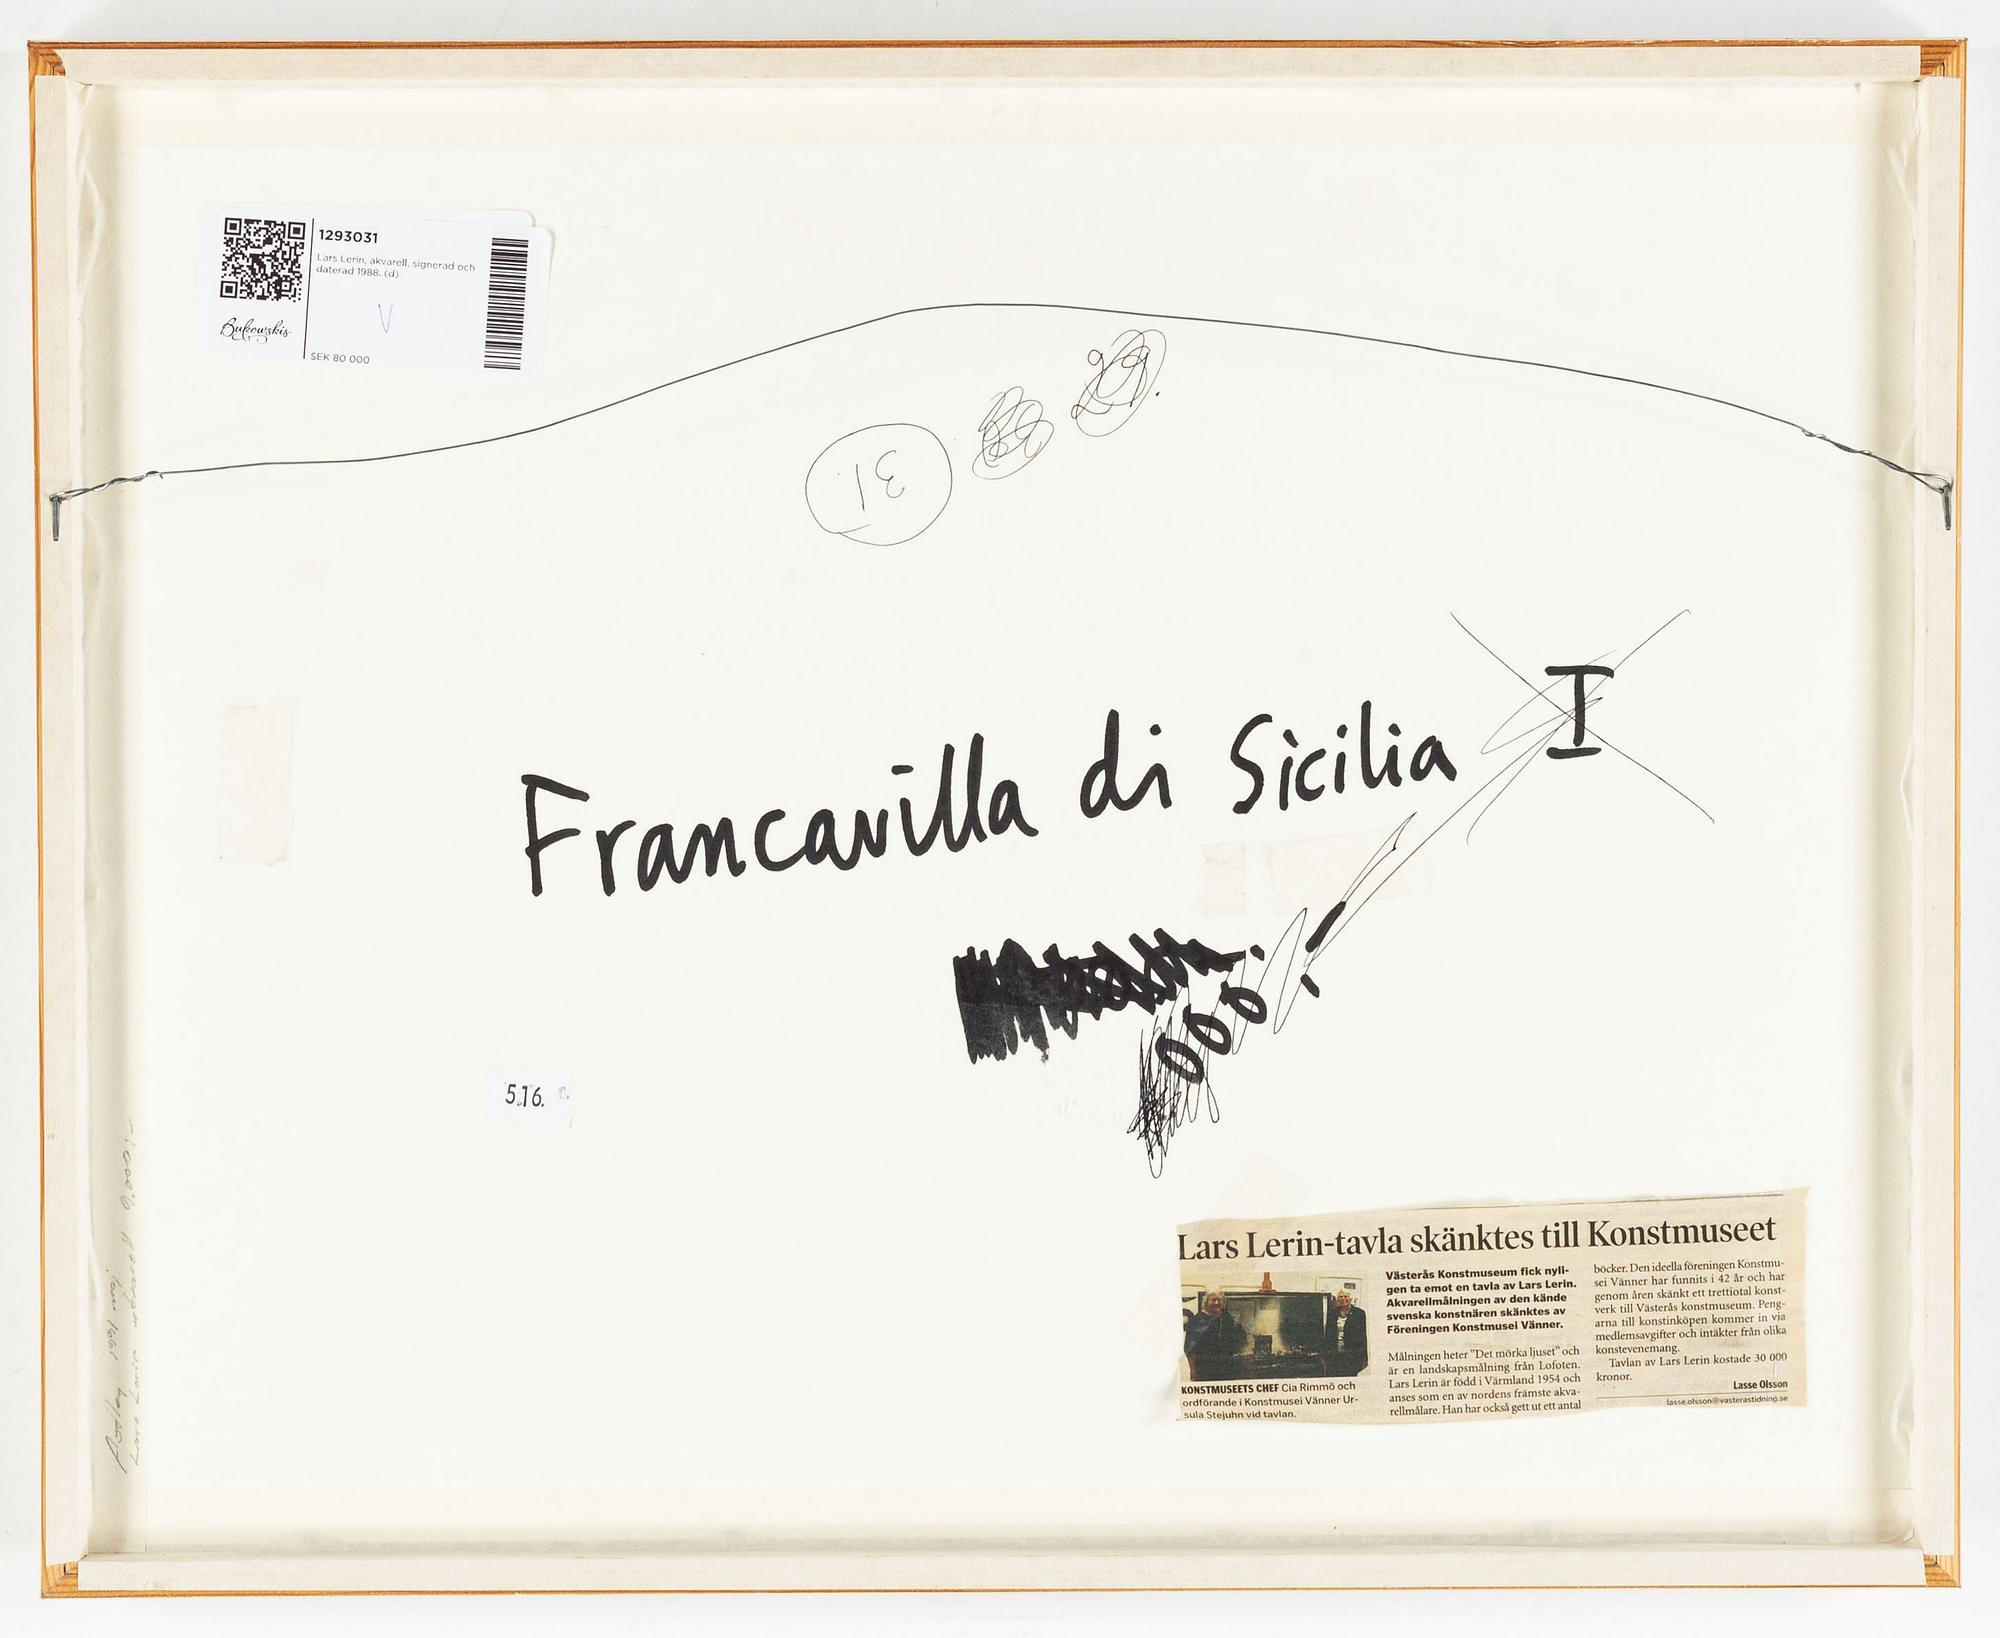 1293031
Lars Lerin, akvarell, signerad och
daterad 1988. (d)
V
Bukowskis
SEK 80 000
31.
29.
Francavilla di Sicilia I
000:-
5.16.
Lars Lerin-tavla skänktes till Konstmuseet
KONSTMUSEETS CHEF Cia Rimmö och
ordförande i Konstmusei Vänner Ur-
sula Stejuhn vid tavlan.
Västerås Konstmuseum fick nyli-
gen ta emot en tavla av Lars Lerin.
Akvarellmålningen av den kände
svenska konstnären skänktes av
Föreningen Konstmusei Vänner.
Målningen heter "Det mörka ljuset" och
är en landskapsmålning från Lofoten.
Lars Lerin är född i Värmland 1954 och
anses som en av nordens främste akva-
rellmålare. Han har också gett ut ett antal
böcker. Den ideella föreningen Konstmu-
sei Vänner har funnits i 42 år och har
genom åren skänkt ett trettiotal konst-
verk till Västerås konstmuseum. Peng-
arna till konstinköpen kommer in via
medlemsavgifter och intäkter från olika
konstevenemang.
Tavlan av Lars Lerin kostade 30 000
kronor.
Lasse Olsson
lasse.olsson@vasterastidning.se
Lars Lerin